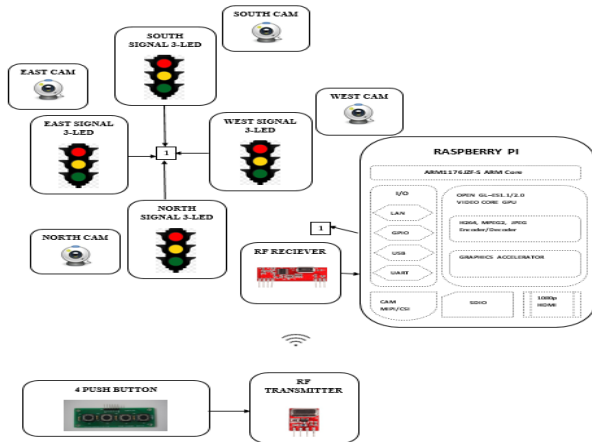 SOUTH CAM
SOUTH
SIGNAL 3-LED
EAST CAM
WEST CAM
EAST SIGNAL
3-LED
1
WEST SIGNAL
3-LED
NORTH
SIGNAL 3-LED
NORTH CAM
RASPBERRY PI
ARM1176JZF-S ARM Core
I/O
LAN
GPIO
USB
UART
OPEN GL-ES1.1/2.0
VIDEO CORE GPU
H264, MPEG2, JPEG
Encoder/Decoder
GRAPHICS ACCELERATOR
CAM
MIPI/CSI
SDIO
1080p
HDMI
1
RF RECIEVER
4 PUSH BUTTON
RF
TRANSMITTER